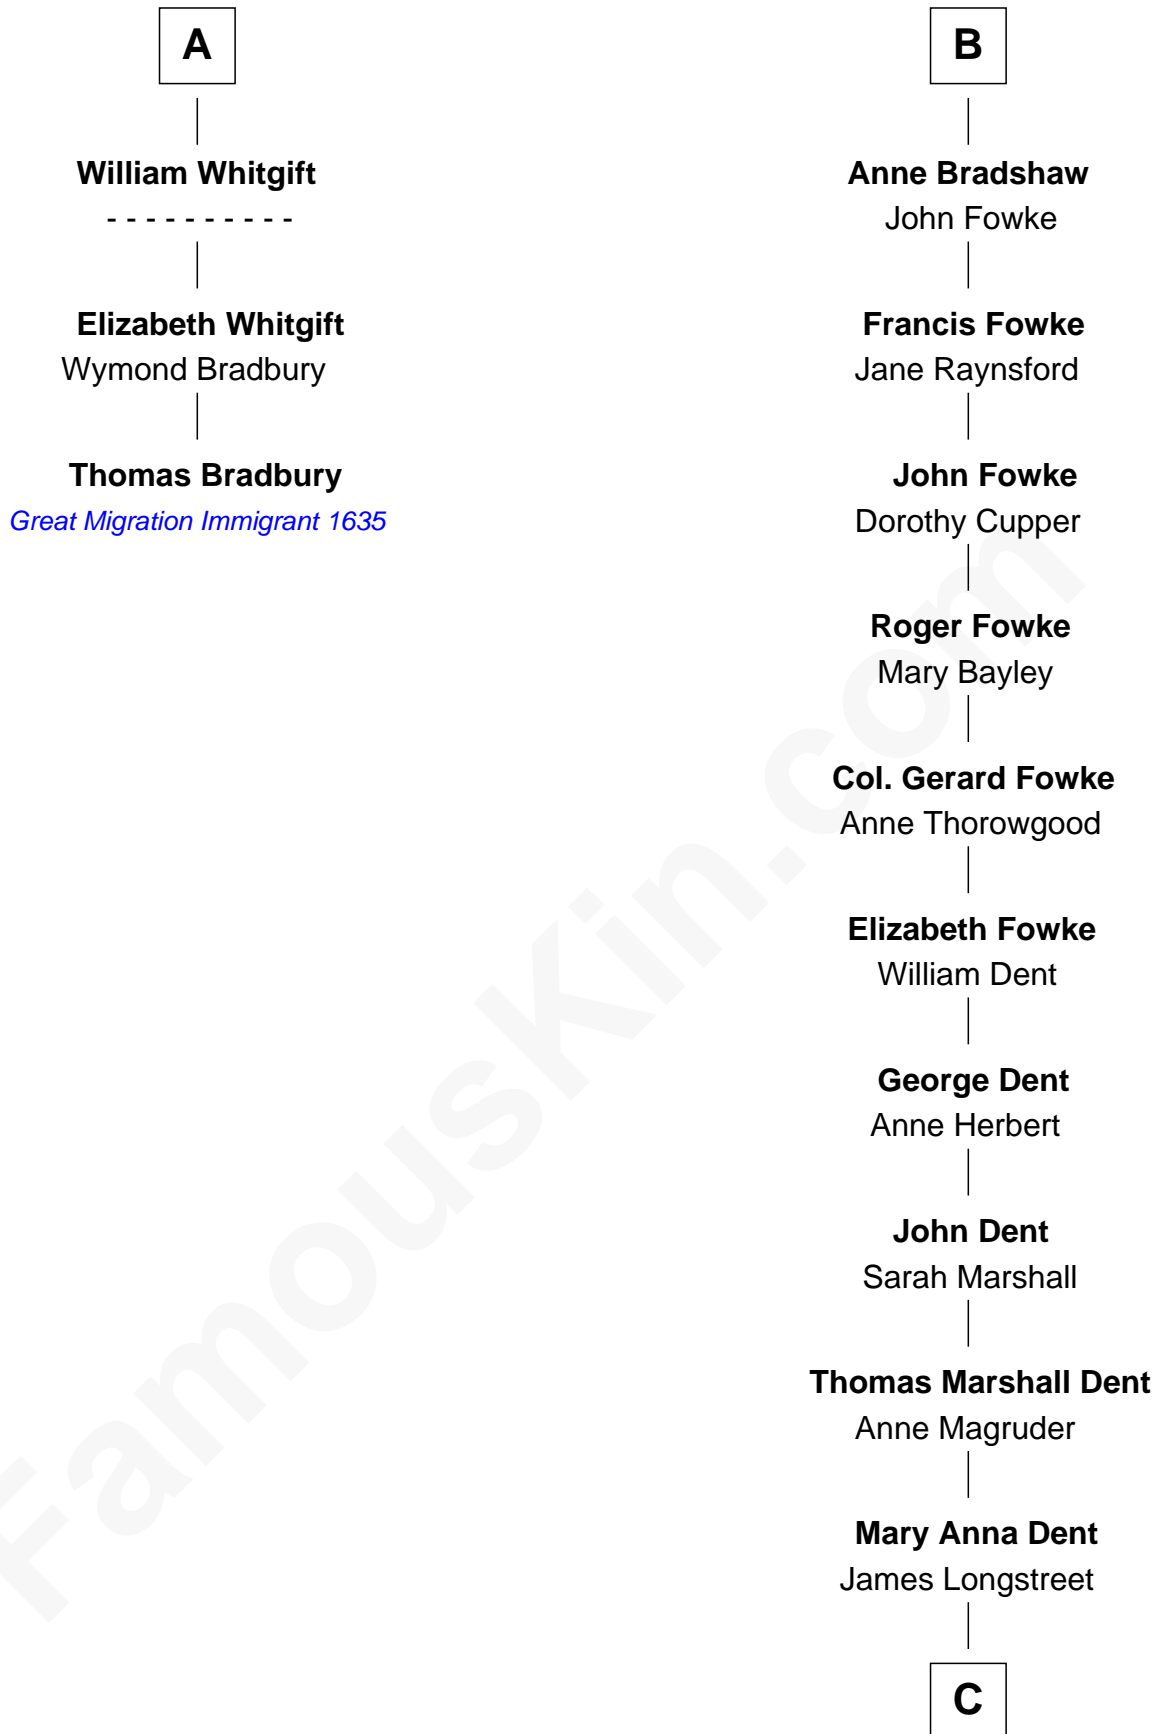 A
William Whitgift
- - - - - - - - - -
Elizabeth Whitgift
Wymond Bradbury
Thomas Bradbury
Great Migration Immigrant 1635
B
Anne Bradshaw
John Fowke
Francis Fowke
Jane Raynsford
John Fowke
Dorothy Cupper
Roger Fowke
Mary Bayley
Col. Gerard Fowke
Anne Thorowgood
Elizabeth Fowke
William Dent
George Dent
Anne Herbert
John Dent
Sarah Marshall
Thomas Marshall Dent
Anne Magruder
Mary Anna Dent
James Longstreet
C
FamousKin.com